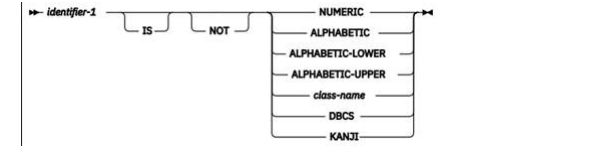 identifier-1 IS NOT NUMERIC
ALPHABETIC
ALPHABETIC-LOWER
ALPHABETIC-UPPER
class-name
DBCS
KANJI